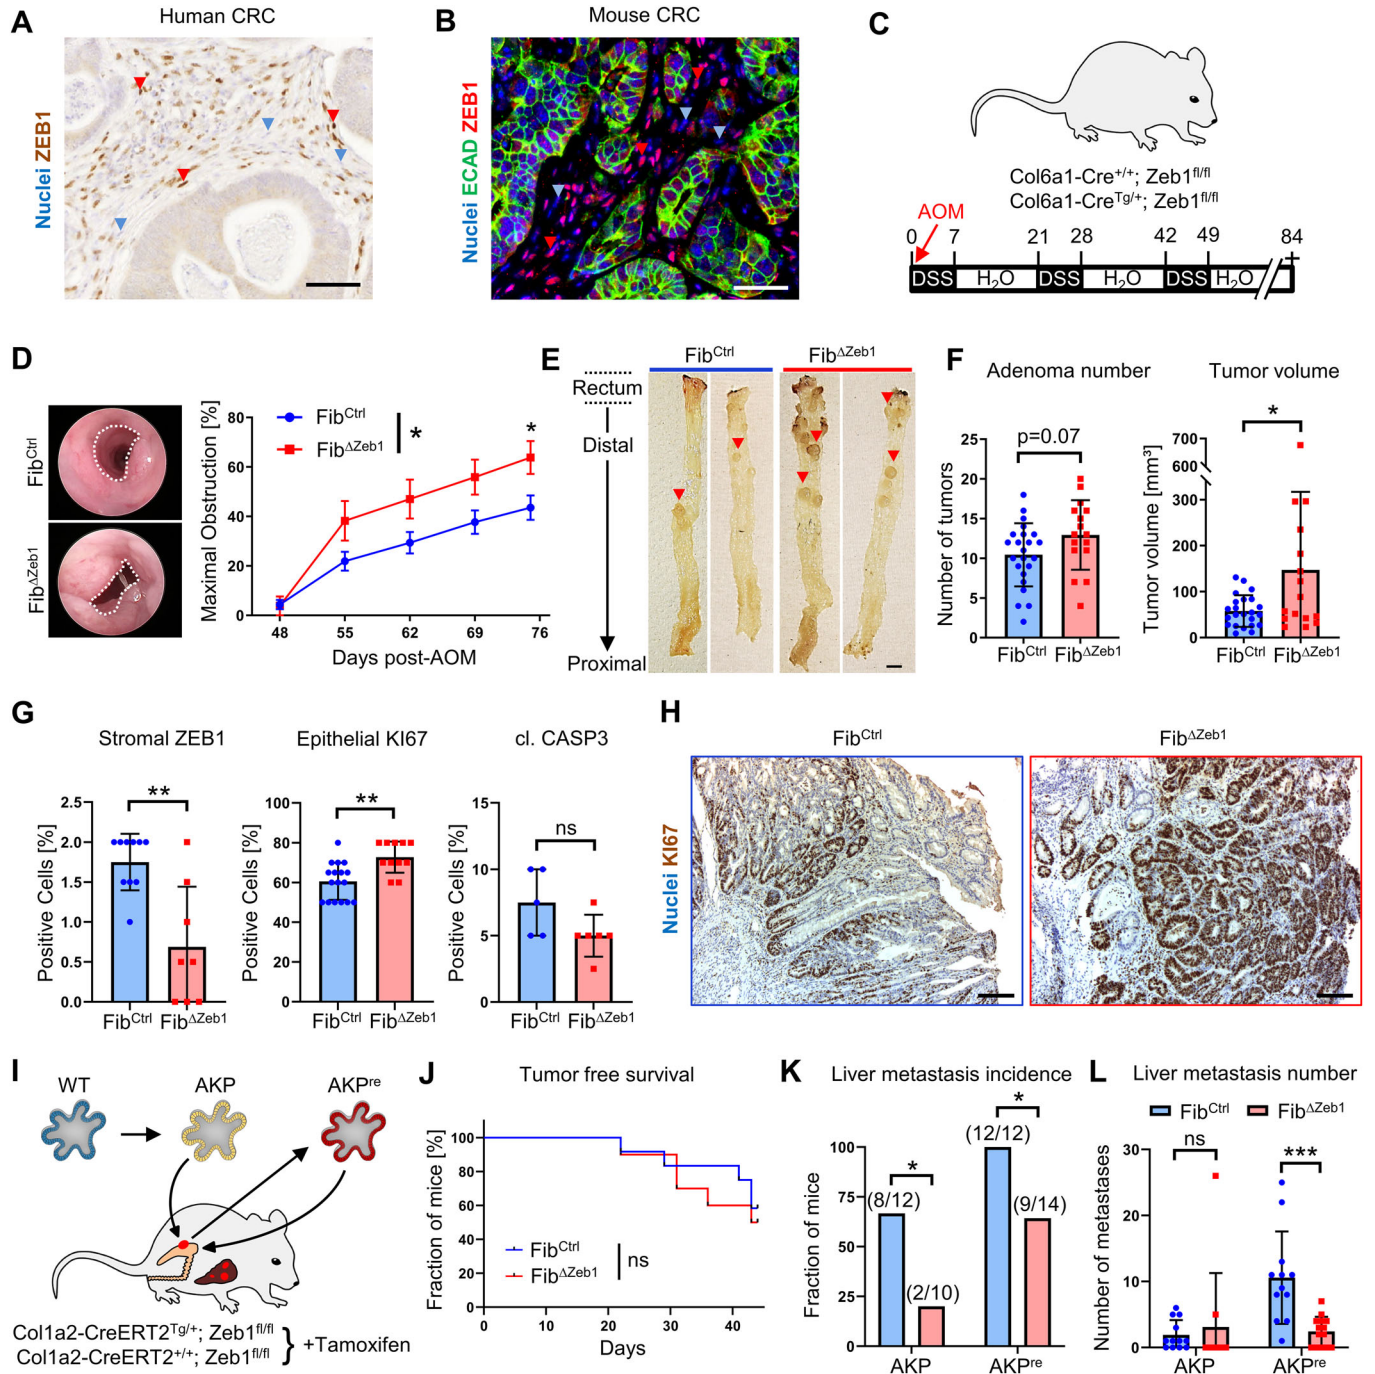 A
Human CRC
Nuclei ZEB1
B
Mouse CRC
Nuclei ECAD ZEB1
C
Col6a1-Cre+/+; Zeb1fl/fl
Col6a1-CreTg/+; Zeb1fl/fl
AOM
0 7 21 28 42 49 84
DSS H2O DSS H2O DSS H2O
D
FibCtrl
FibΔZeb1
Maximal Obstruction [%]
80
60
40
20
0
FibCtrl
FibΔZeb1
*
*
48 55 62 69 76
Days post-AOM
E
FibCtrl FibΔZeb1
Rectum
Distal
Proximal
F
Adenoma number
Number of tumors
25
20
15
10
5
0
p=0.07
FibCtrl FibΔZeb1
Tumor volume
Tumor volume [mm³]
700
600
300
200
100
0
*
FibCtrl FibΔZeb1
G
Stromal ZEB1
Positive Cells [%]
2.5
2.0
1.5
1.0
0.5
0.0
**
FibCtrl FibΔZeb1
Epithelial KI67
Positive Cells [%]
100
80
60
40
20
0
**
FibCtrl FibΔZeb1
cl. CASP3
Positive Cells [%]
15
10
5
0
ns
FibCtrl FibΔZeb1
H
FibCtrl FibΔZeb1
Nuclei KI67
I
WT AKP AKPre
Col1a2-CreERT2Tg/+; Zeb1fl/fl
Col1a2-CreERT2+/+; Zeb1fl/fl
} +Tamoxifen
J
Tumor free survival
Fraction of mice [%]
100
80
60
40
20
0
FibCtrl
FibΔZeb1
ns
0 10 20 30 40
Days
K
Liver metastasis incidence
Fraction of mice
100
75
50
25
0
(8/12)
*
(2/10)
(12/12)
*
(9/14)
AKP AKPre
L
Liver metastasis number
FibCtrl FibΔZeb1
Number of metastases
30
20
10
0
ns
***
AKP AKPre